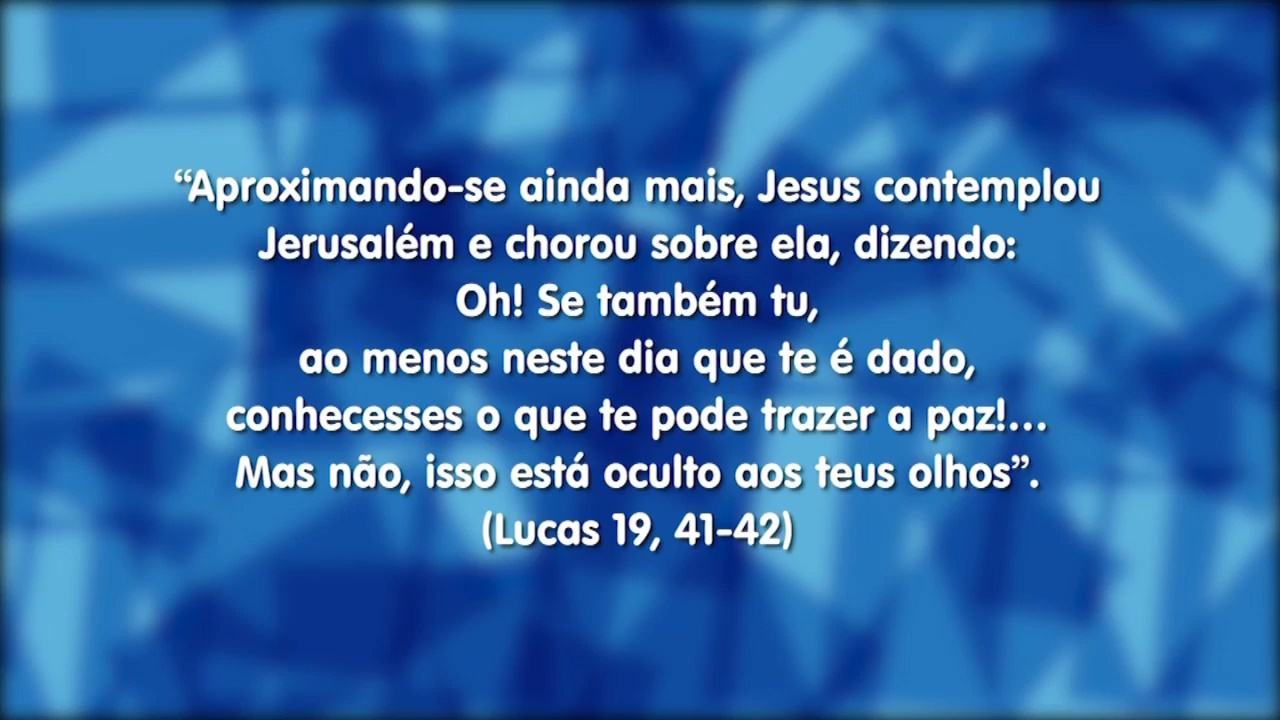 “Aproximando-se ainda mais, Jesus contemplou
Jerusalém e chorou sobre ela, dizendo:
Oh! Se também tu,
ao menos neste dia que te é dado,
conhecesses o que te pode trazer a paz!...
Mas não, isso está oculto aos teus olhos”.
(Lucas 19, 41-42)